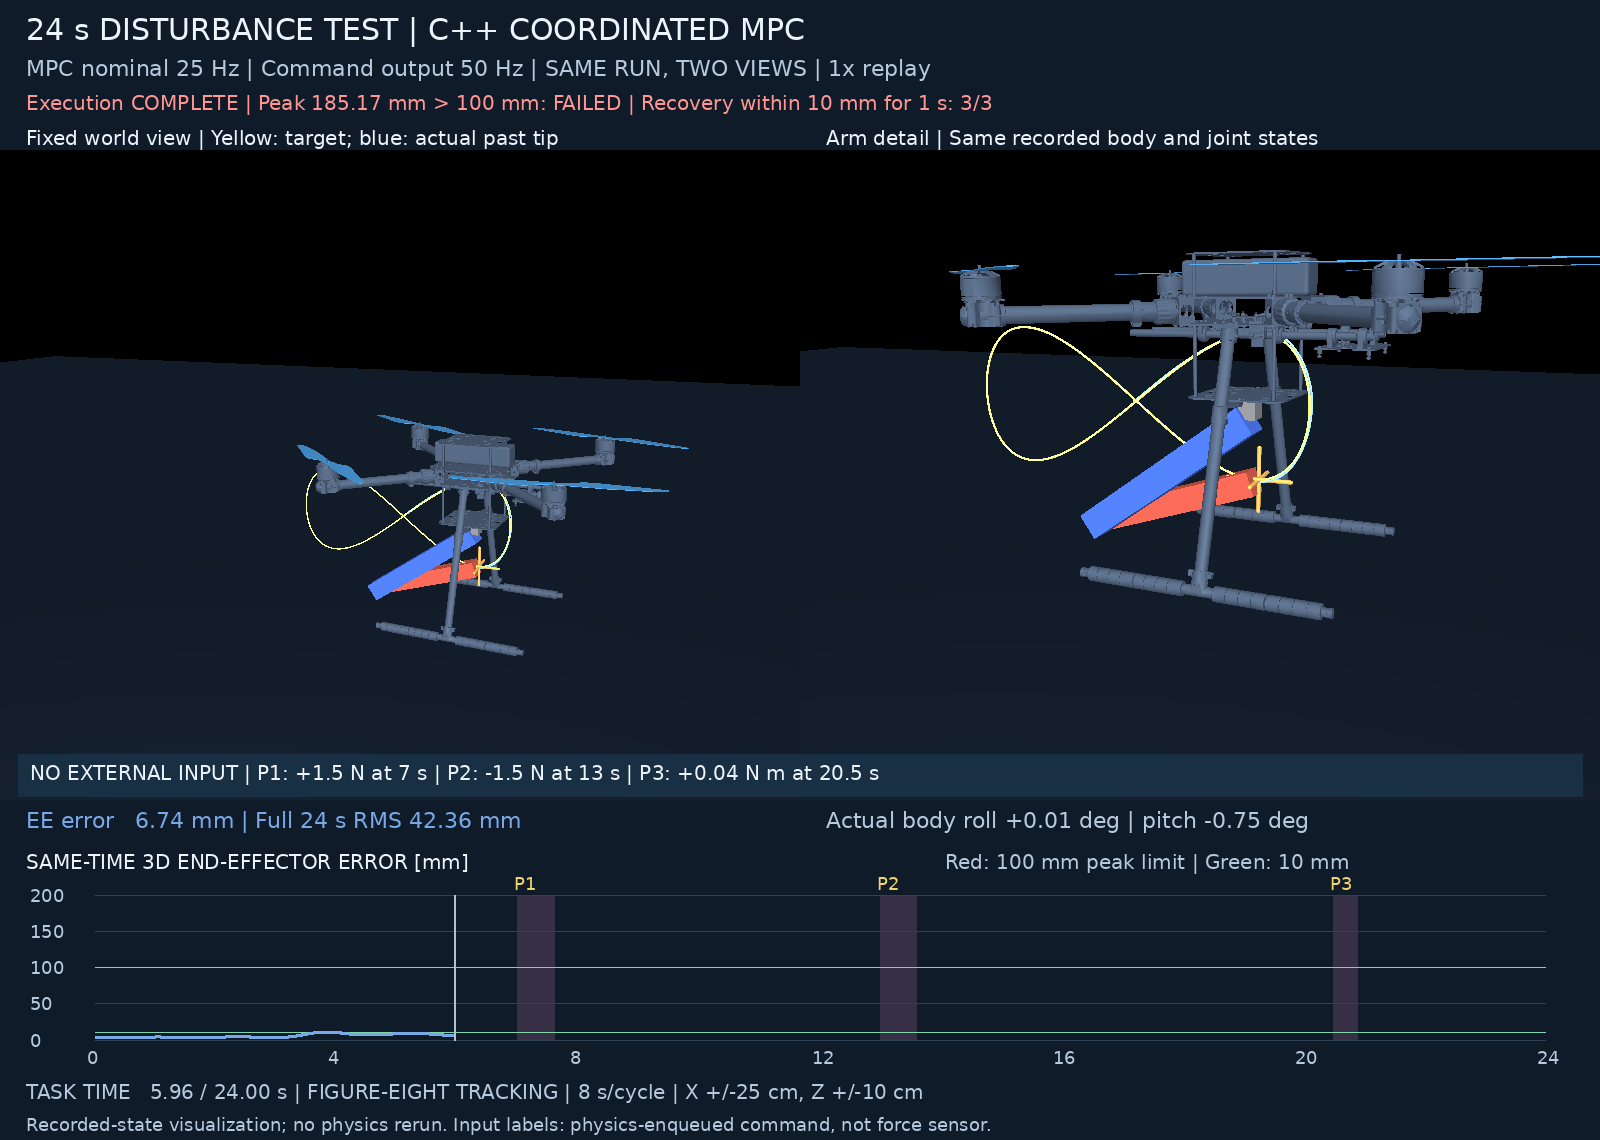 24 s DISTURBANCE TEST | C++ COORDINATED MPC
MPC nominal 25 Hz | Command output 50 Hz | SAME RUN, TWO VIEWS | 1x replay
Execution COMPLETE | Peak 185.17 mm > 100 mm: FAILED | Recovery within 10 mm for 1 s: 3/3
Fixed world view | Yellow: target; blue: actual past tip
Arm detail | Same recorded body and joint states
NO EXTERNAL INPUT | P1: +1.5 N at 7 s | P2: -1.5 N at 13 s | P3: +0.04 N m at 20.5 s
EE error 6.74 mm | Full 24 s RMS 42.36 mm
Actual body roll +0.01 deg | pitch -0.75 deg
SAME-TIME 3D END-EFFECTOR ERROR [mm]
Red: 100 mm peak limit | Green: 10 mm
P1 P2 P3
200
150
100
50
0
0 4 8 12 16 20 24
TASK TIME 5.96 / 24.00 s | FIGURE-EIGHT TRACKING | 8 s/cycle | X +/-25 cm, Z +/-10 cm
Recorded-state visualization; no physics rerun. Input labels: physics-enqueued command, not force sensor.